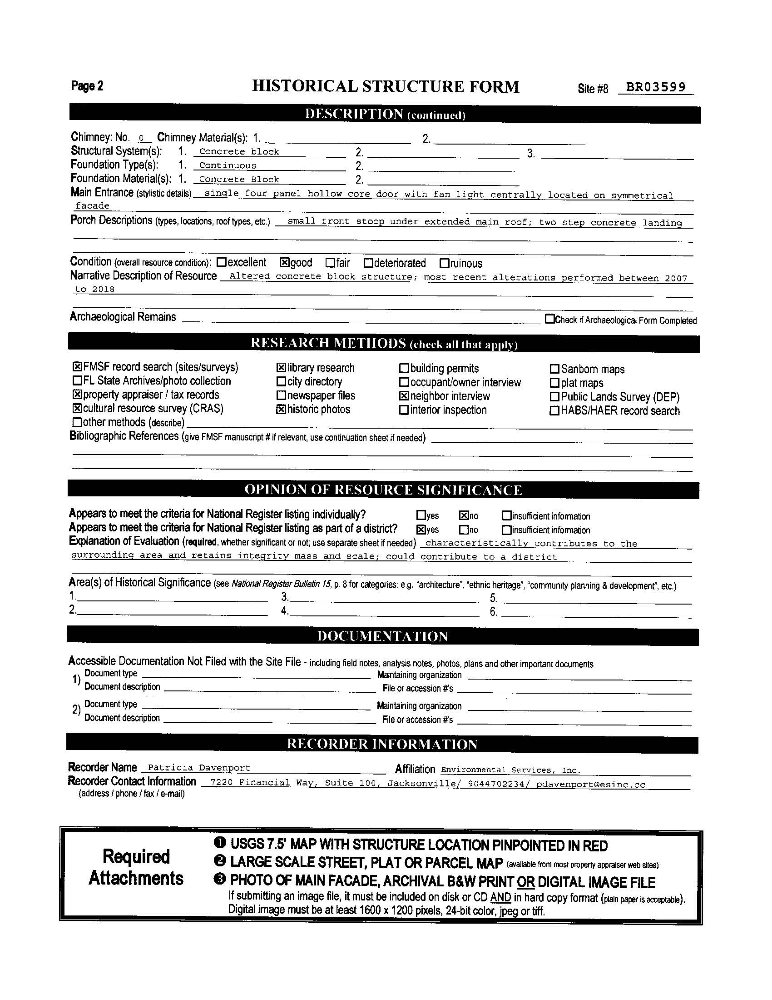 Page 2 HISTORICAL STRUCTURE FORM Site #8 BR03599
DESCRIPTION (continued)
Chimney: No. 0 Chimney Material(s): 1. 2.
Structural System(s): 1. Concrete block 2. 3.
Foundation Type(s): 1. Continuous 2.
Foundation Material(s): 1. Concrete Block 2.
Main Entrance (stylistic details) single four panel hollow core door with fan light centrally located on symmetrical
facade
Porch Descriptions (types, locations, roof types, etc.) small front stoop under extended main roof; two step concrete landing
Condition (overall resource condition): ☐excellent ☒good ☐fair ☐deteriorated ☐ruinous
Narrative Description of Resource Altered concrete block structure; most recent alterations performed between 2007
to 2018
Archaeological Remains ☐Check if Archaeological Form Completed
RESEARCH METHODS (check all that apply)
☒FMSF record search (sites/surveys) ☒library research ☐building permits ☐Sanborn maps
☐FL State Archives/photo collection ☐city directory ☐occupant/owner interview ☐plat maps
☒property appraiser / tax records ☐newspaper files ☒neighbor interview ☐Public Lands Survey (DEP)
☒cultural resource survey (CRAS) ☒historic photos ☐interior inspection ☐HABS/HAER record search
☐other methods (describe)
Bibliographic References (give FMSF manuscript # if relevant, use continuation sheet if needed)
OPINION OF RESOURCE SIGNIFICANCE
Appears to meet the criteria for National Register listing individually? ☐yes ☒no ☐insufficient information
Appears to meet the criteria for National Register listing as part of a district? ☒yes ☐no ☐insufficient information
Explanation of Evaluation (required, whether significant or not; use separate sheet if needed) characteristically contributes to the
surrounding area and retains integrity mass and scale; could contribute to a district
Area(s) of Historical Significance (see National Register Bulletin 15, p. 8 for categories: e.g. "architecture", "ethnic heritage", "community planning & development", etc.)
1. 3. 5.
2. 4. 6.
DOCUMENTATION
Accessible Documentation Not Filed with the Site File - including field notes, analysis notes, photos, plans and other important documents
1) Document type Maintaining organization
Document description File or accession #'s
2) Document type Maintaining organization
Document description File or accession #'s
RECORDER INFORMATION
Recorder Name Patricia Davenport Affiliation Environmental Services, Inc.
Recorder Contact Information 7220 Financial Way, Suite 100, Jacksonville/ 9044702234/ pdavenport@esinc.cc
(address / phone / fax / e-mail)
Required Attachments
❶ USGS 7.5' MAP WITH STRUCTURE LOCATION PINPOINTED IN RED
❷ LARGE SCALE STREET, PLAT OR PARCEL MAP (available from most property appraiser web sites)
❸ PHOTO OF MAIN FACADE, ARCHIVAL B&W PRINT OR DIGITAL IMAGE FILE
If submitting an image file, it must be included on disk or CD AND in hard copy format (plain paper is acceptable).
Digital image must be at least 1600 x 1200 pixels, 24-bit color, jpeg or tiff.